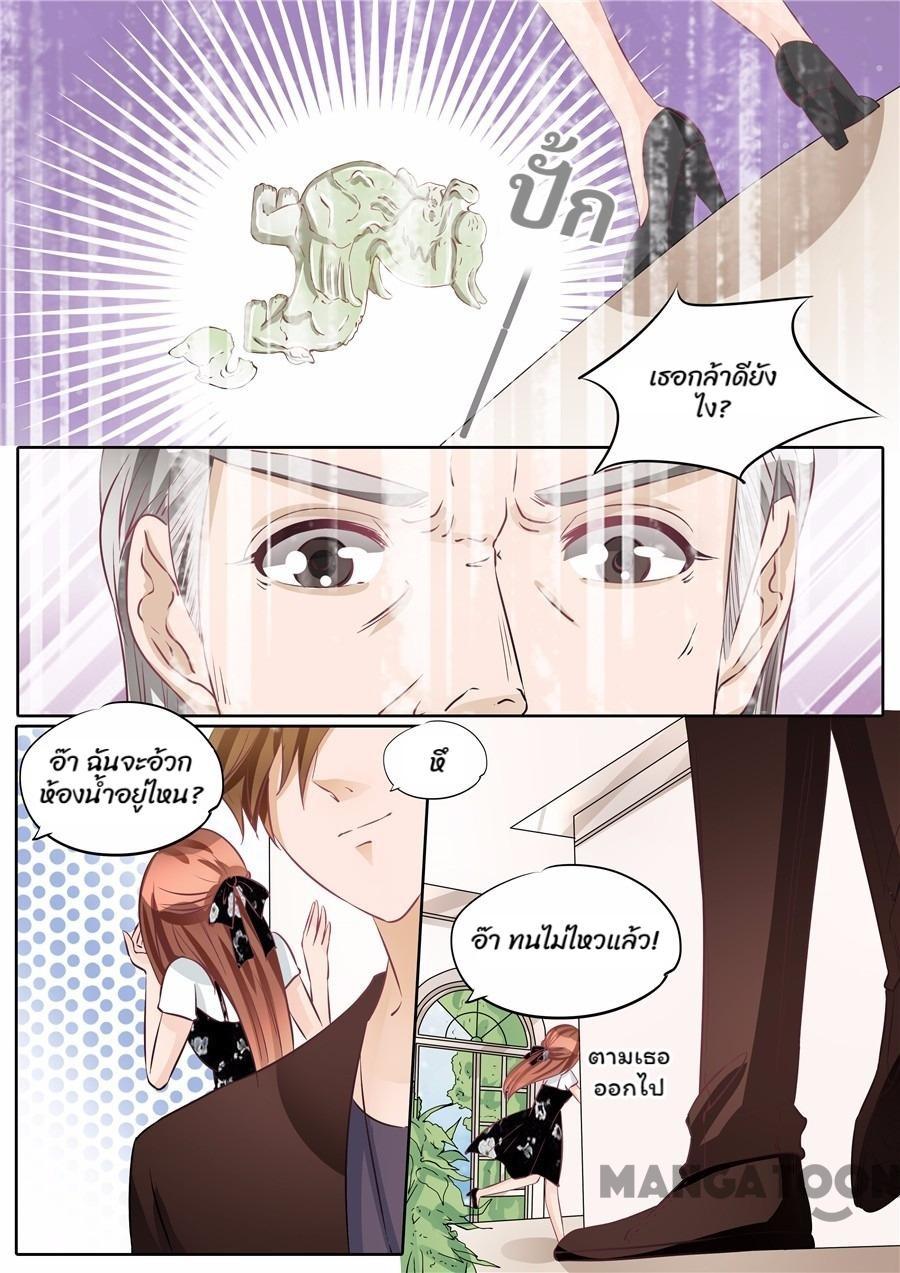 ปั้ก
เธอกล้าดียัง
ไง?
อ๊า ฉันจะอ้วก
ห้องน้ำอยู่ไหน?
หึ
อ๊า ทนไม่ไหวแล้ว!
ตามเธอ
ออกไป
MANGATOON